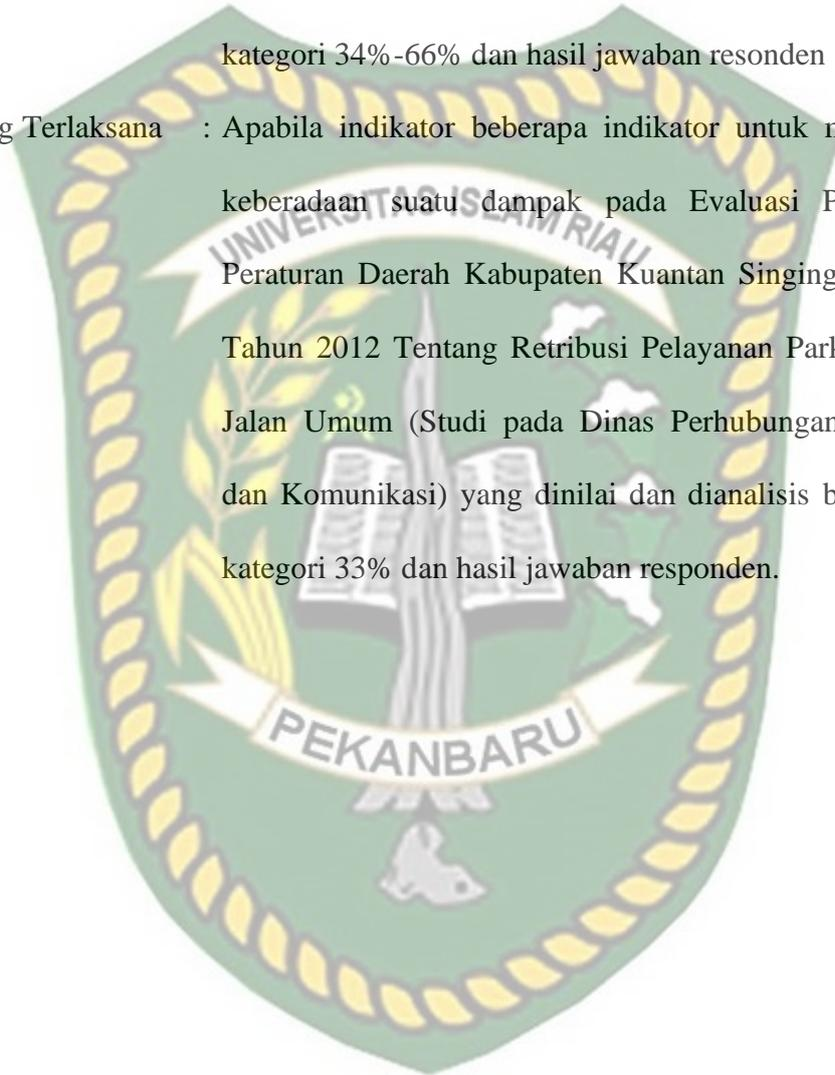 kategori 34%-66% dan hasil jawaban resonden
g Terlaksana : Apabila indikator beberapa indikator untuk
keberadaan suatu dampak pada Evaluasi P
Peraturan Daerah Kabupaten Kuantan Singing
Tahun 2012 Tentang Retribusi Pelayanan Park
Jalan Umum (Studi pada Dinas Perhubungan
dan Komunikasi) yang dinilai dan dianalisis b
kategori 33% dan hasil jawaban responden.
UNIVERSITAS ISLAM RIAU
PEKANBARU